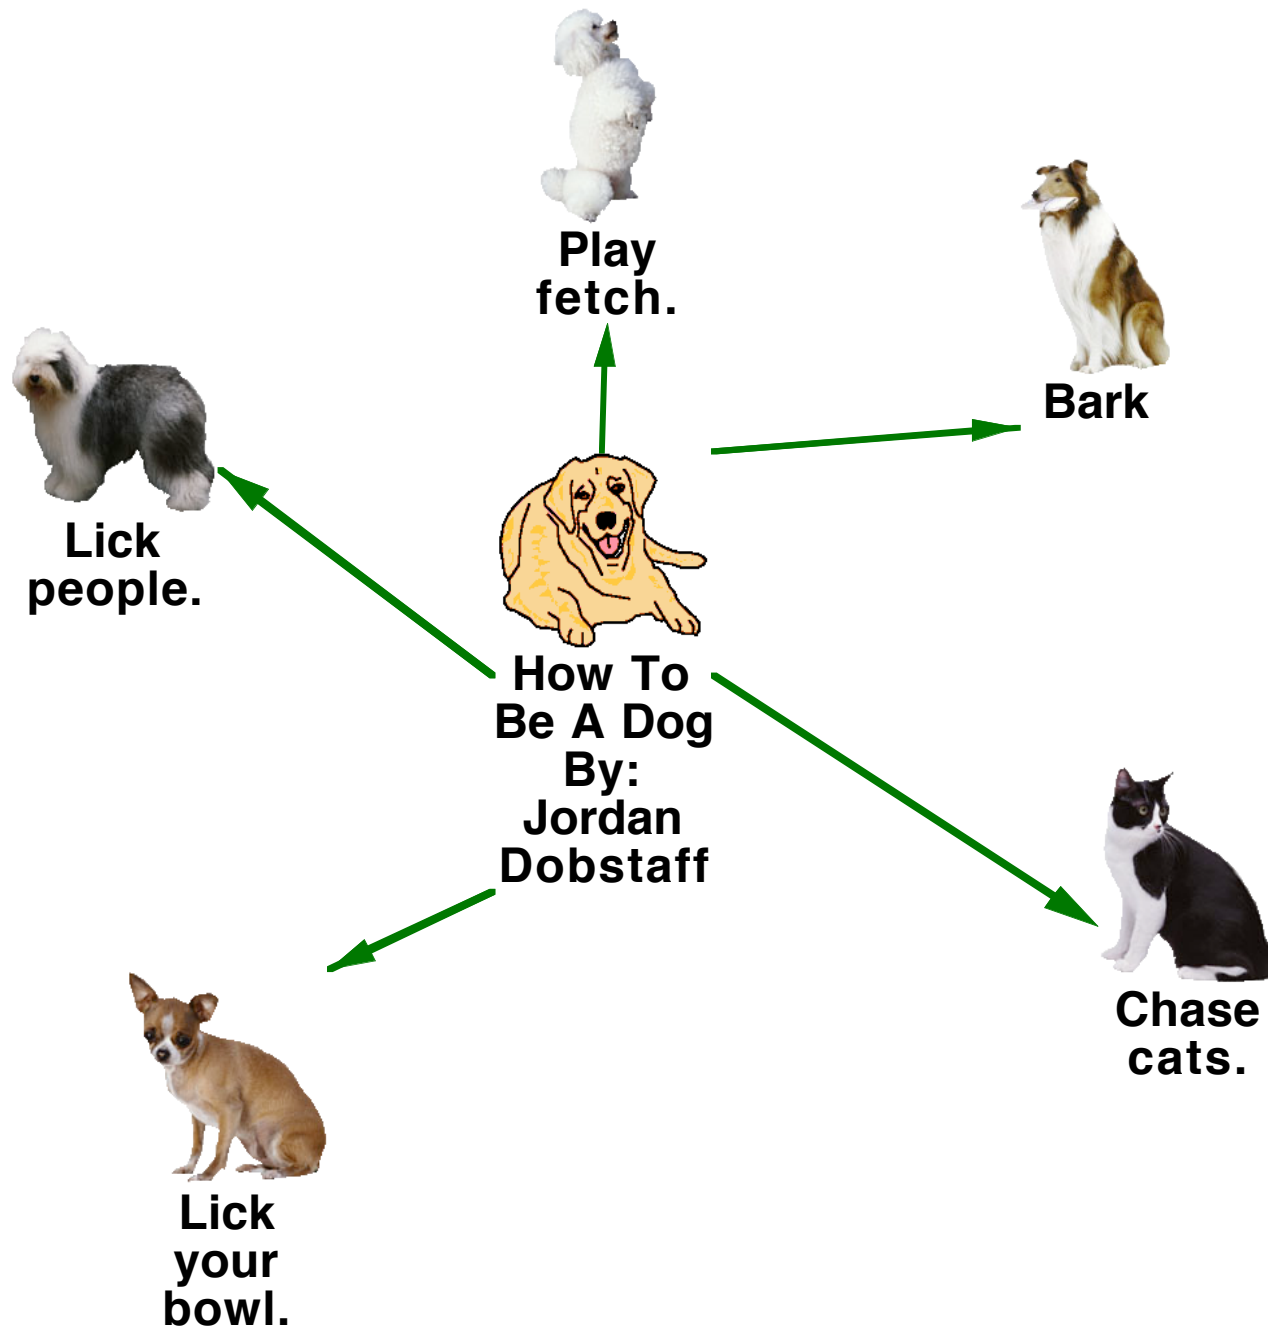 Play
fetch.
Bark
Lick
people.
How To
Be A Dog
By:
Jordan
Dobstaff
Chase
cats.
Lick
your
bowl.